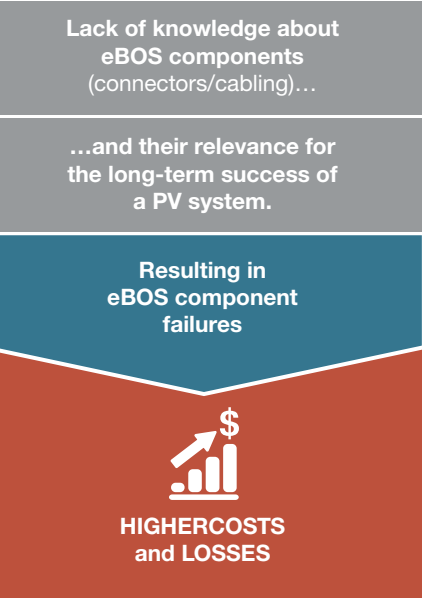 Lack of knowledge about
eBOS components
(connectors/cabling)…
…and their relevance for
the long-term success of
a PV system.
Resulting in
eBOS component
failures
$
HIGHERCOSTS
and LOSSES